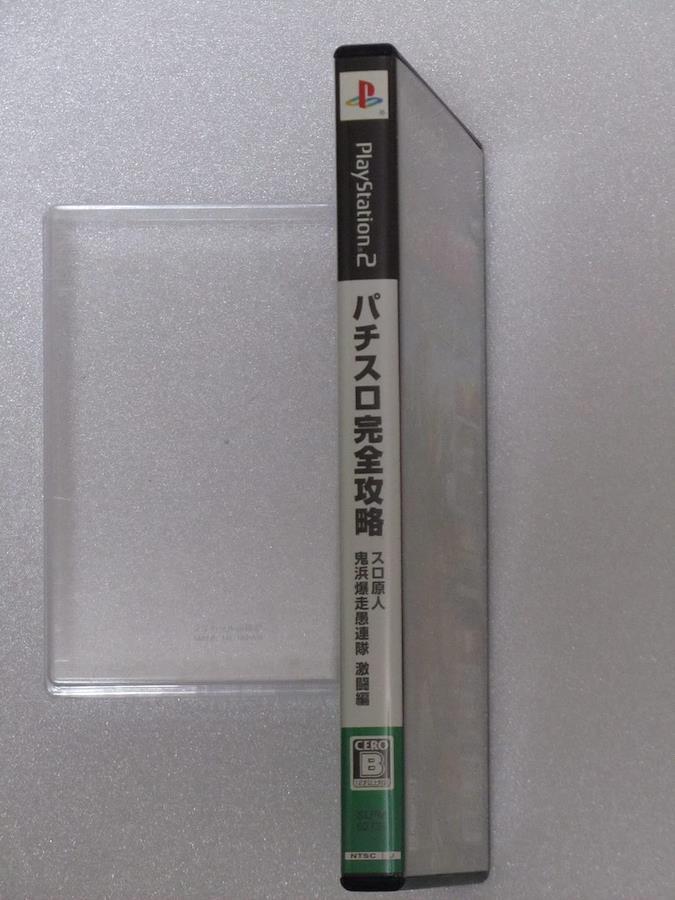 PlayStation®2
パチスロ完全攻略
スロ原人
鬼浜爆走愚連隊 激闘編
CERO
B
NTSC J